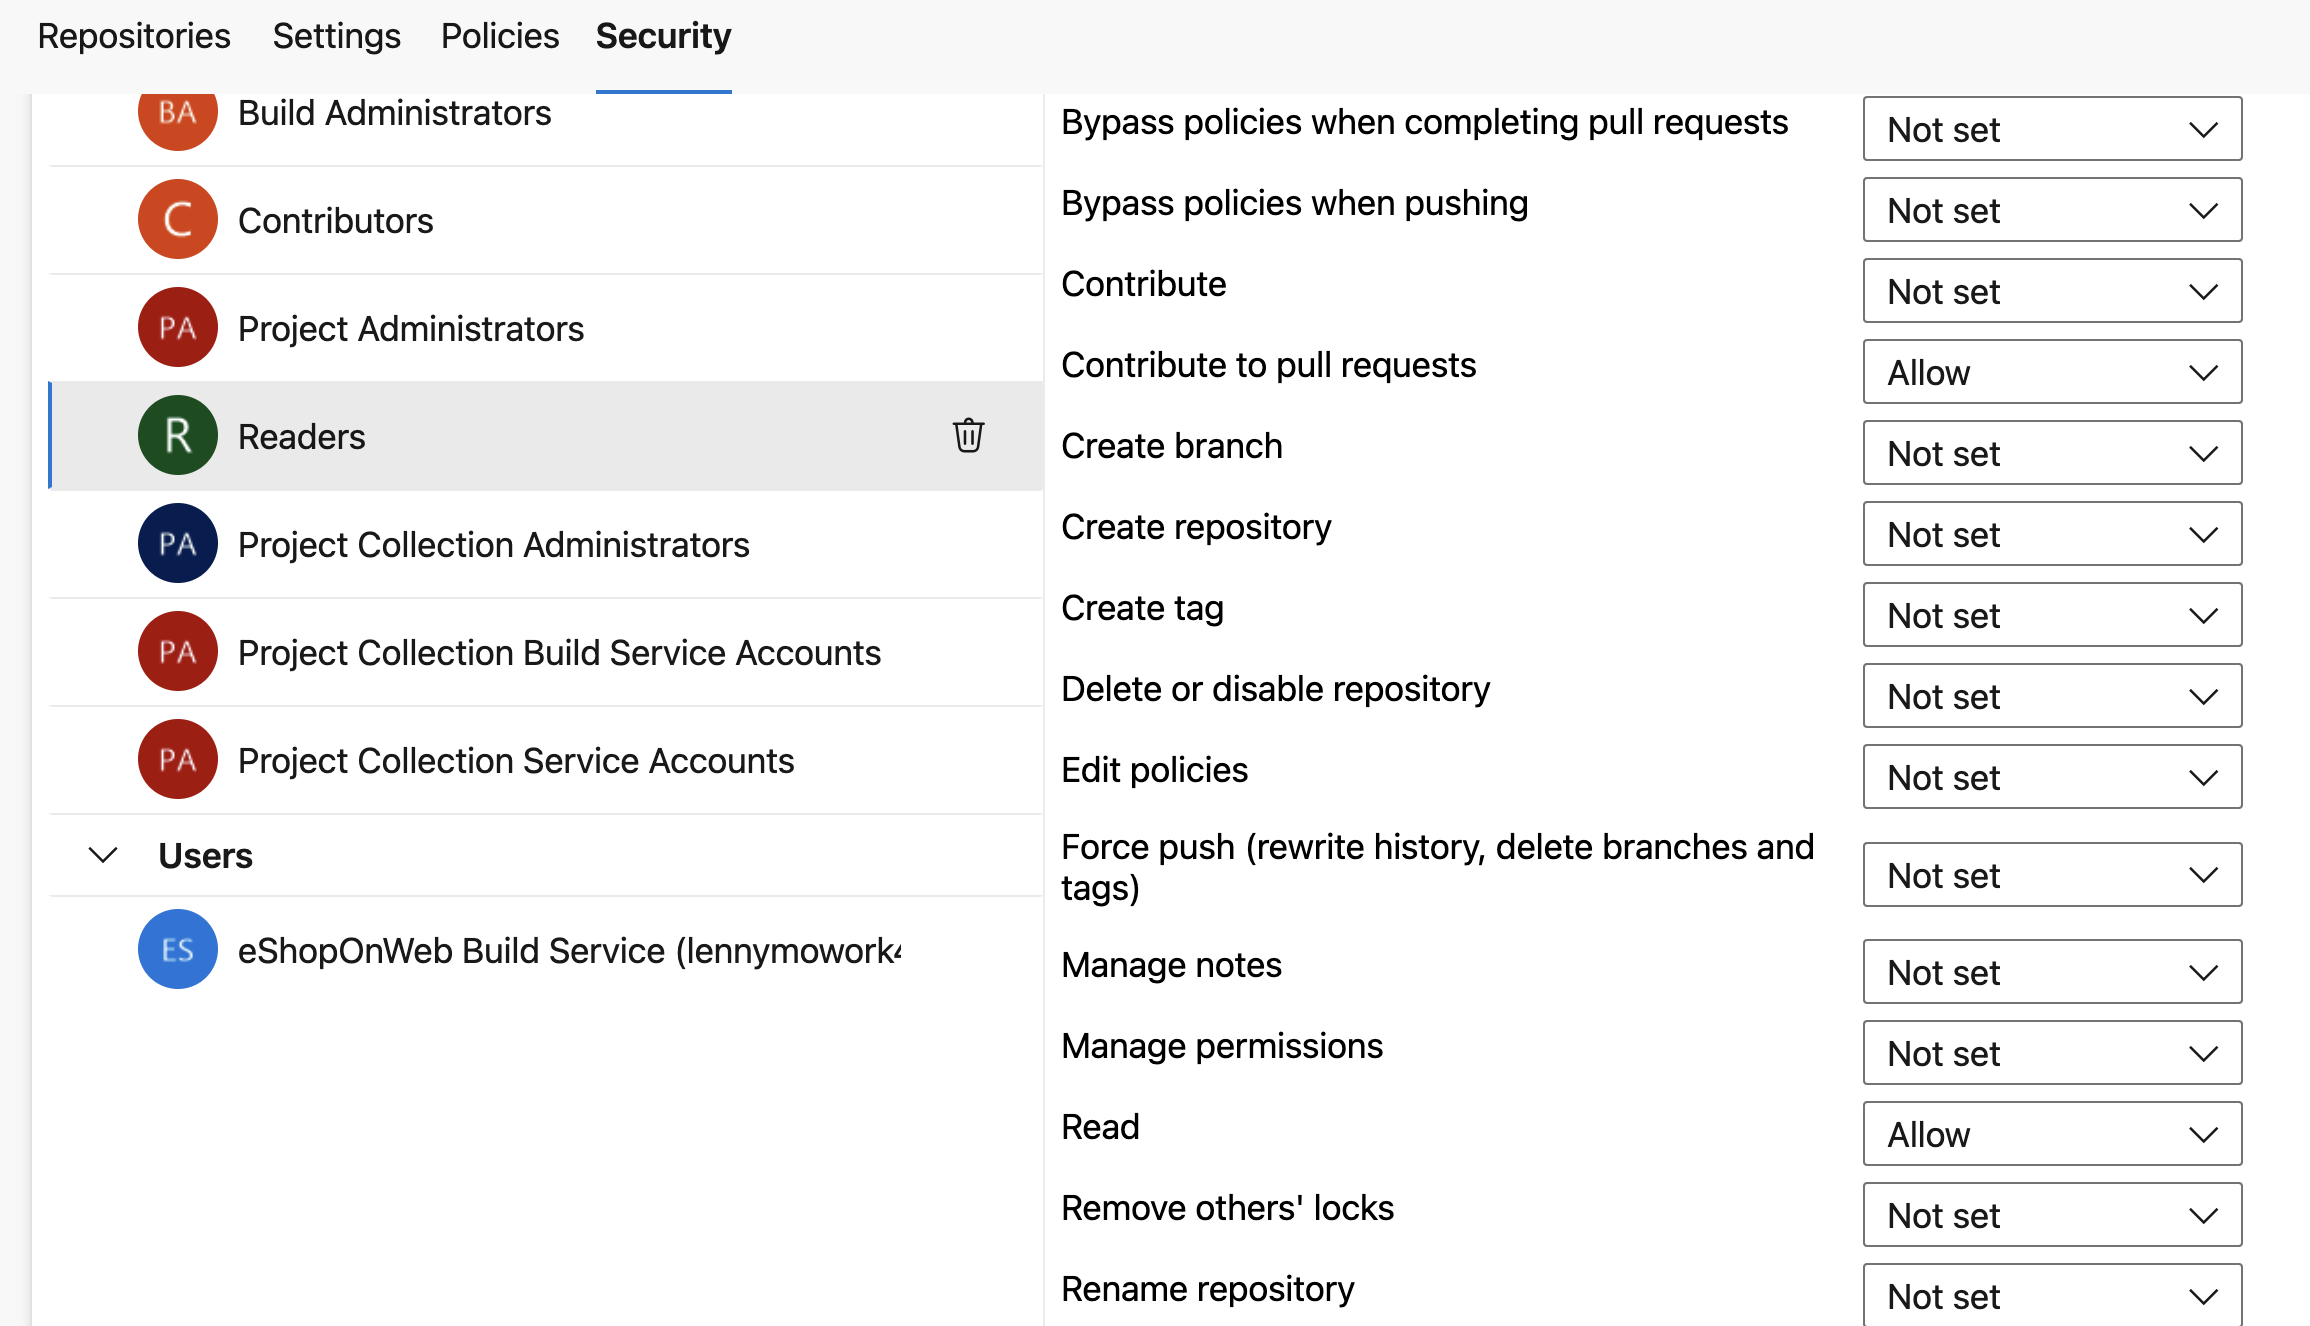 Repositories Settings Policies Security
BA Build Administrators
C Contributors
PA Project Administrators
R Readers
PA Project Collection Administrators
PA Project Collection Build Service Accounts
PA Project Collection Service Accounts
Users
ES eShopOnWeb Build Service (lennymowork4
Bypass policies when completing pull requests Not set
Bypass policies when pushing Not set
Contribute Not set
Contribute to pull requests Allow
Create branch Not set
Create repository Not set
Create tag Not set
Delete or disable repository Not set
Edit policies Not set
Force push (rewrite history, delete branches and
tags) Not set
Manage notes Not set
Manage permissions Not set
Read Allow
Remove others' locks Not set
Rename repository Not set